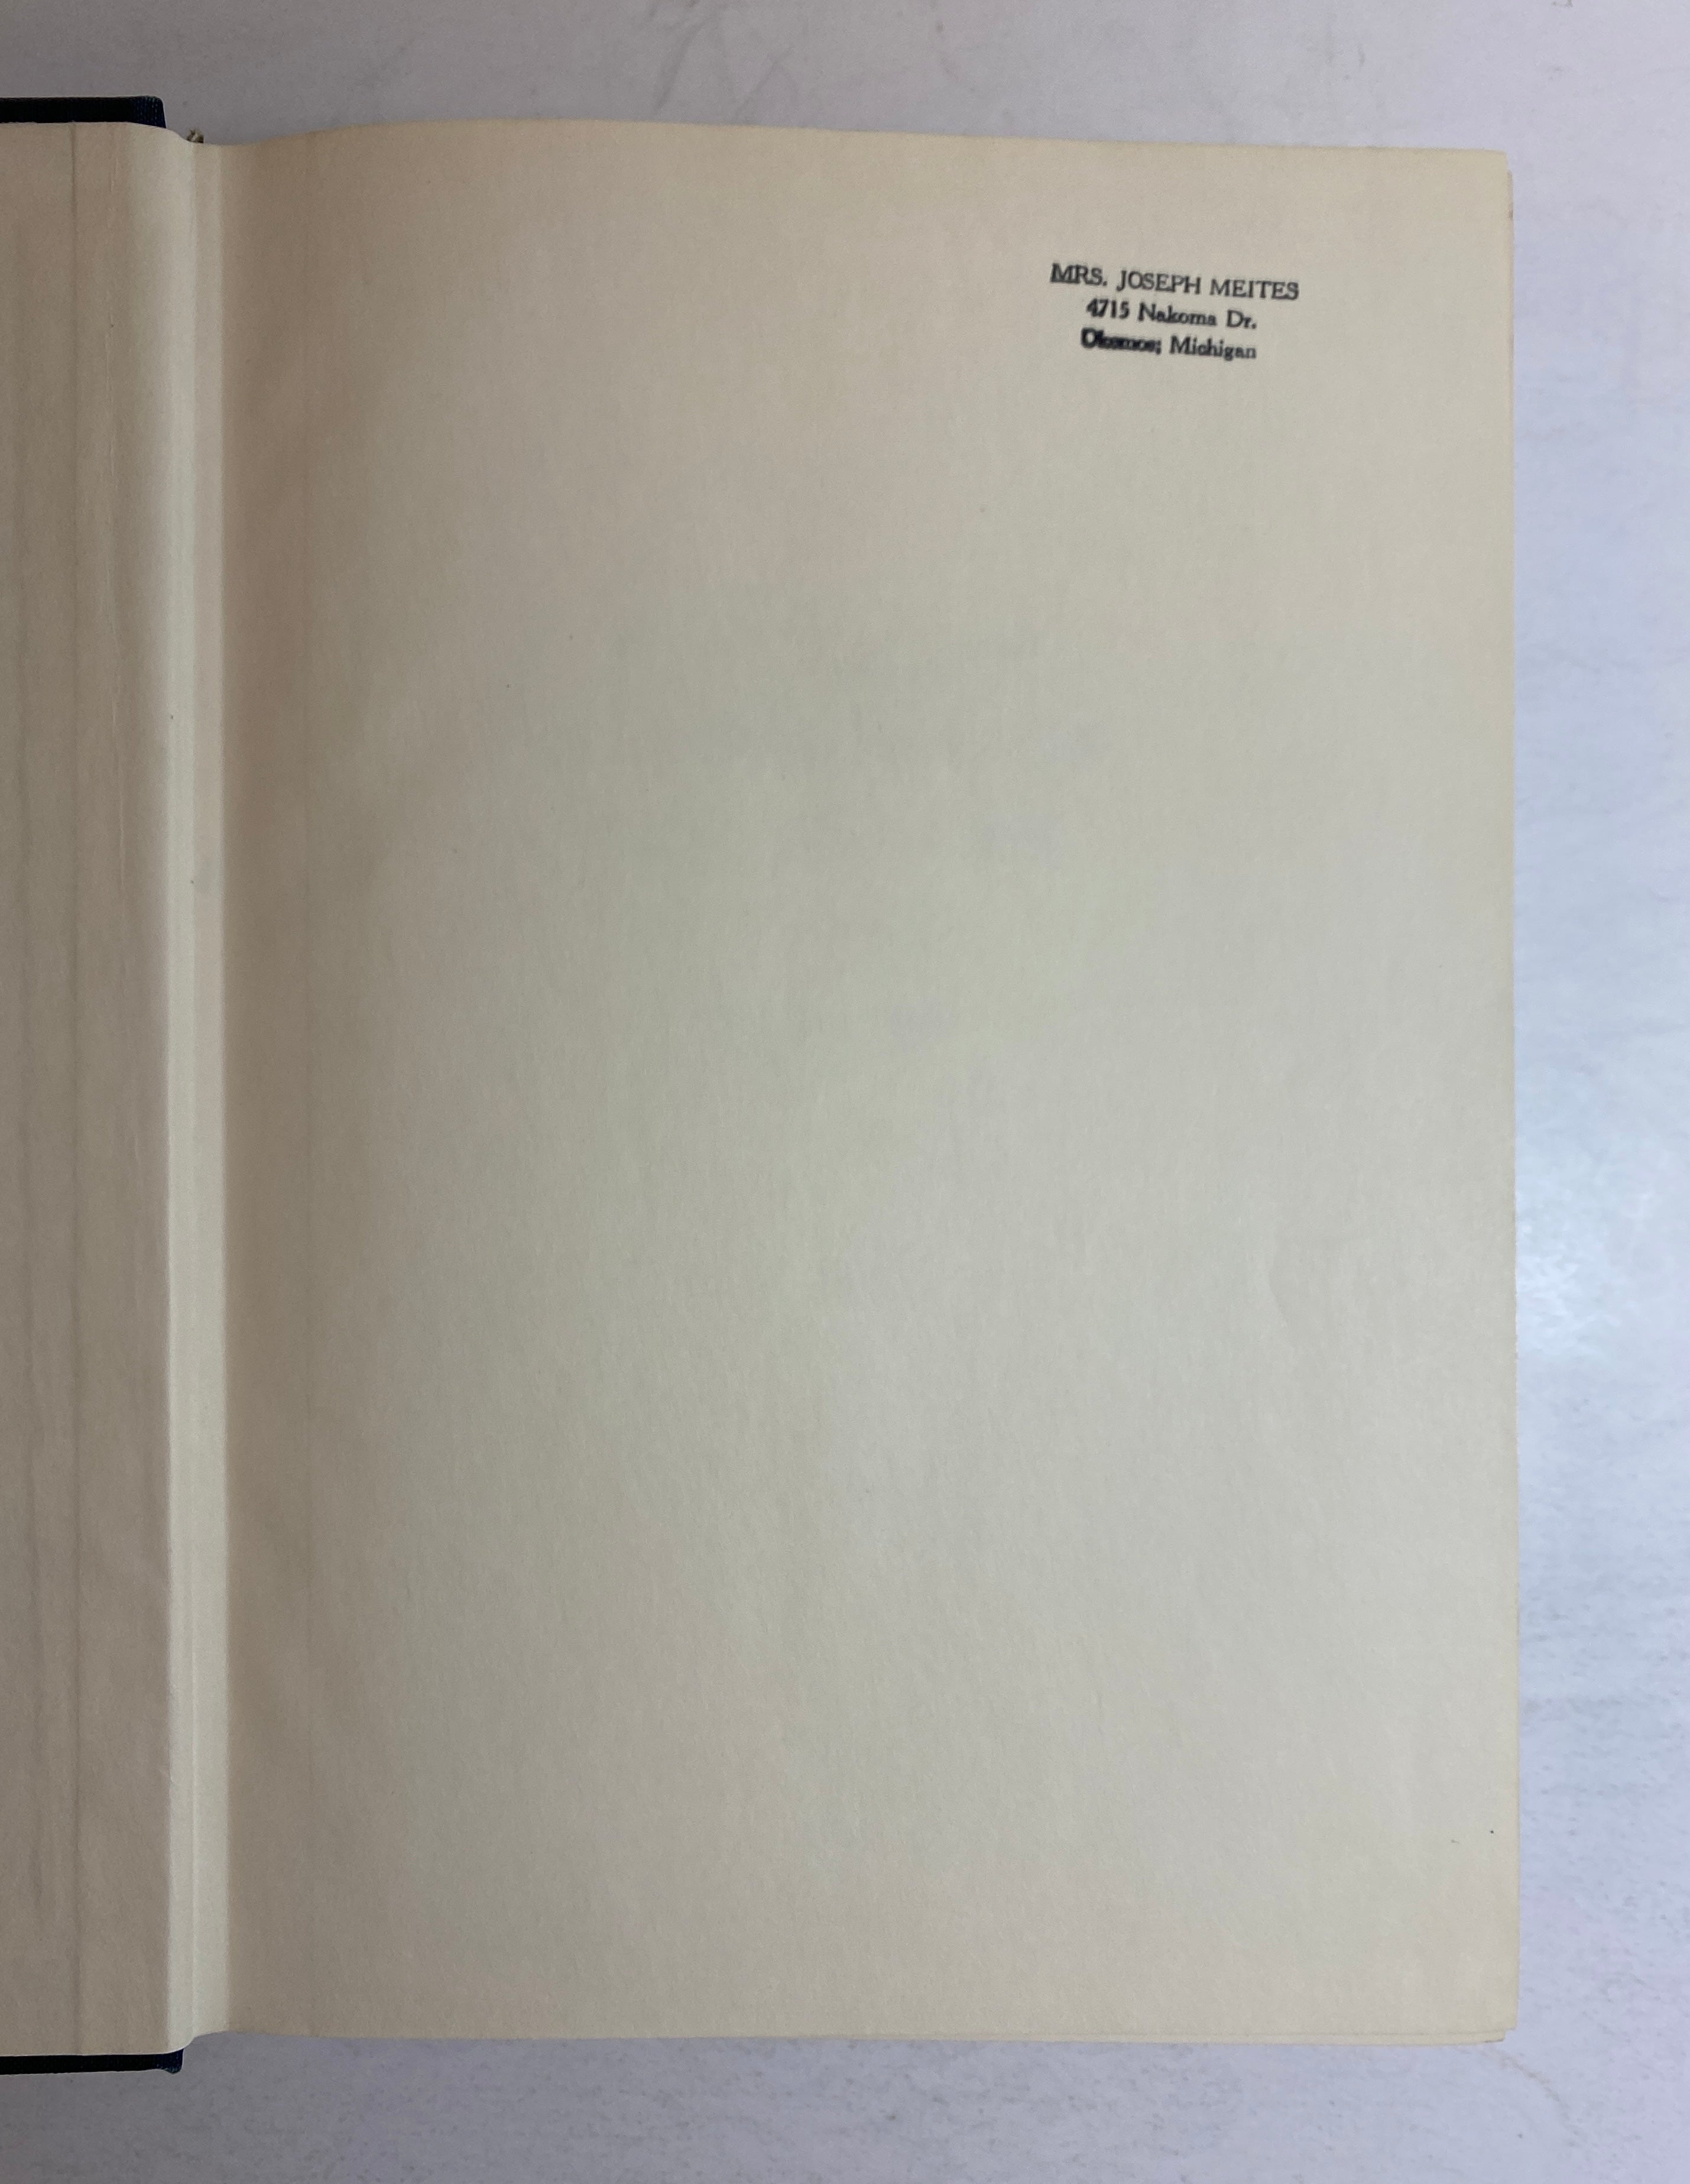 MRS. JOSEPH MEITES
4715 Nakoma Dr.
Okemos, Michigan